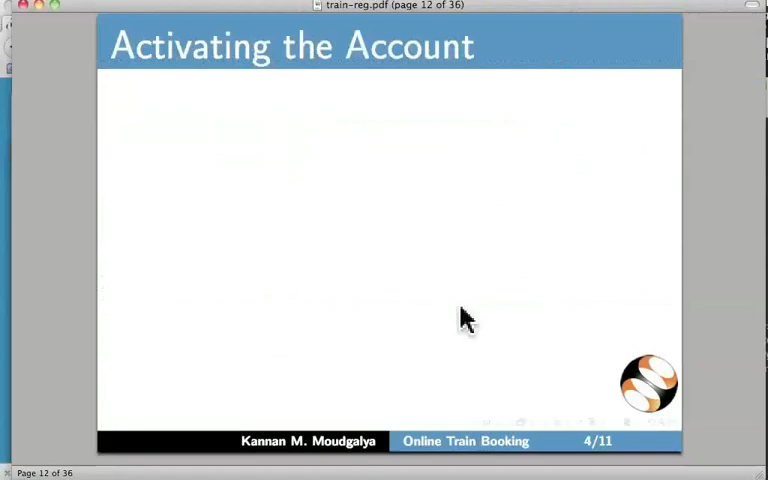 train-reg.pdf (page 12 of 36)
Activating the Account
Kannan M. Moudgalya
Online Train Booking
4/11
Page 12 of 36